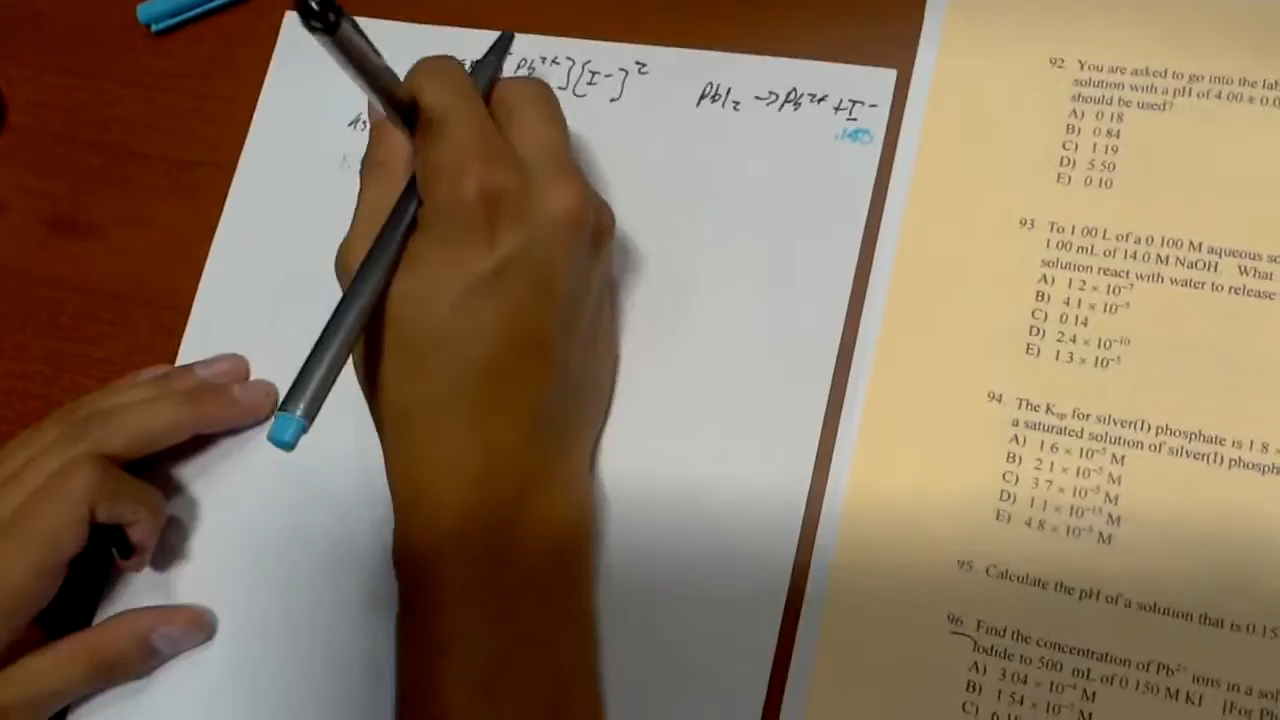 Pb²⁺][I-]²
PbI₂ → Pb²⁺ + I⁻
.150
92. You are asked to go into the lab
solution with a pH of 4.00 ± 0.0
should be used?
A) 0.18
B) 0.84
C) 1.19
D) 5.50
E) 0.10
93. To 1.00 L of a 0.100 M aqueous so
1.00 mL of 14.0 M NaOH. What
solution react with water to release
A) 1.2 × 10⁻⁷
B) 4.1 × 10⁻⁵
C) 0.14
D) 2.4 × 10⁻¹⁰
E) 1.3 × 10⁻⁵
94. The Kₛₚ for silver(I) phosphate is 1.8 ×
a saturated solution of silver(I) phosph
A) 1.6 × 10⁻⁵ M
B) 2.1 × 10⁻⁵ M
C) 3.7 × 10⁻⁵ M
D) 1.1 × 10⁻¹³ M
E) 4.8 × 10⁻⁵ M
95. Calculate the pH of a solution that is 0.15
96. Find the concentration of Pb²⁺ ions in a sol
Iodide to 500 mL of 0.150 M KI. [For
A) 3.04 × 10⁻⁴ M
B) 1.54 × 10⁻⁷ M
C)